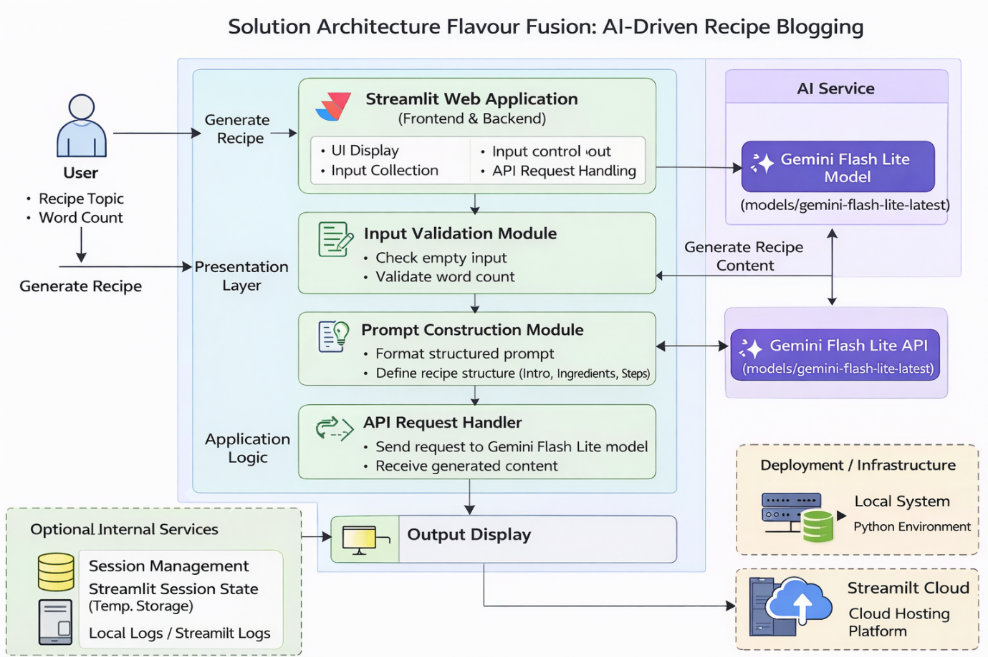 Solution Architecture Flavour Fusion: AI-Driven Recipe Blogging
User
• Recipe Topic
• Word Count
Generate Recipe
Generate
Recipe
Presentation
Layer
Application
Logic
Streamlit Web Application
(Frontend & Backend)
• UI Display
• Input Collection
• Input control out
• API Request Handling
Input Validation Module
• Check empty input
• Validate word count
Prompt Construction Module
• Format structured prompt
• Define recipe structure (Intro, Ingredients, Steps)
API Request Handler
• Send request to Gemini Flash Lite model
• Receive generated content
Output Display
AI Service
Gemini Flash Lite
Model
(models/gemini-flash-lite-latest)
Generate Recipe
Content
Gemini Flash Lite API
(models/gemini-flash-lite-latest)
Deployment / Infrastructure
Local System
Python Environment
Streamilt Cloud
Cloud Hosting
Platform
Optional Internal Services
Session Management
Streamlit Session State
(Temp. Storage)
Local Logs / Streamilt Logs